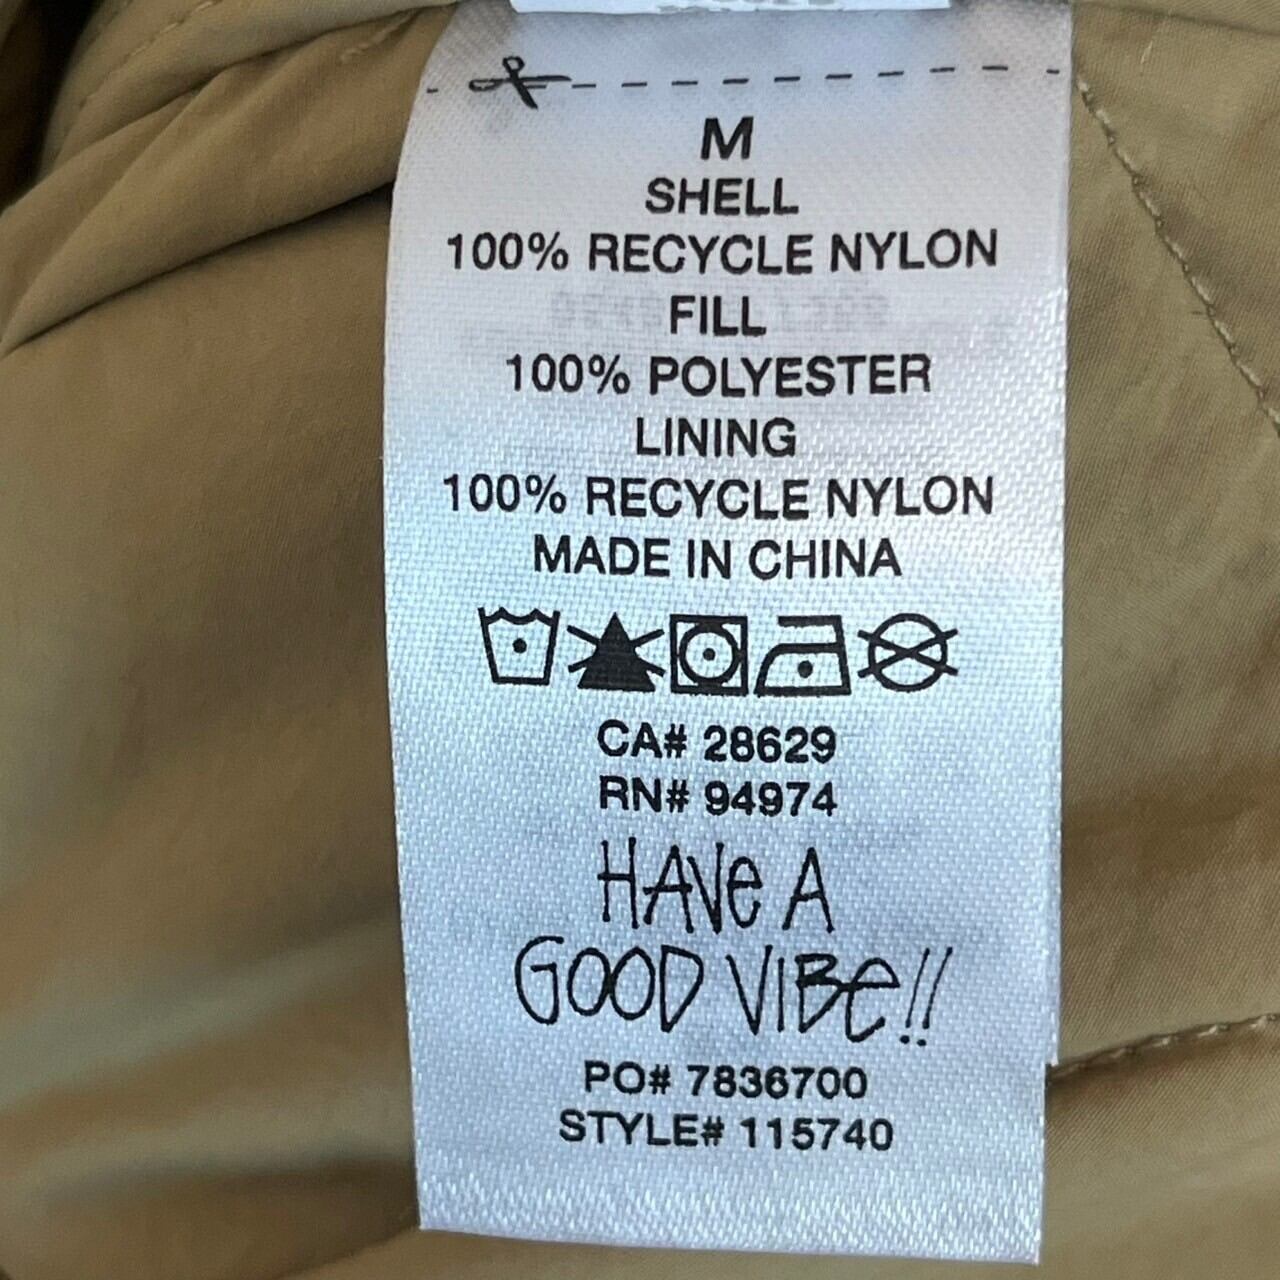 M
SHELL
100% RECYCLE NYLON
FILL
100% POLYESTER
LINING
100% RECYCLE NYLON
MADE IN CHINA
CA# 28629
RN# 94974
HAVe A
GOOD VIBe!!
PO# 7836700
STYLE# 115740